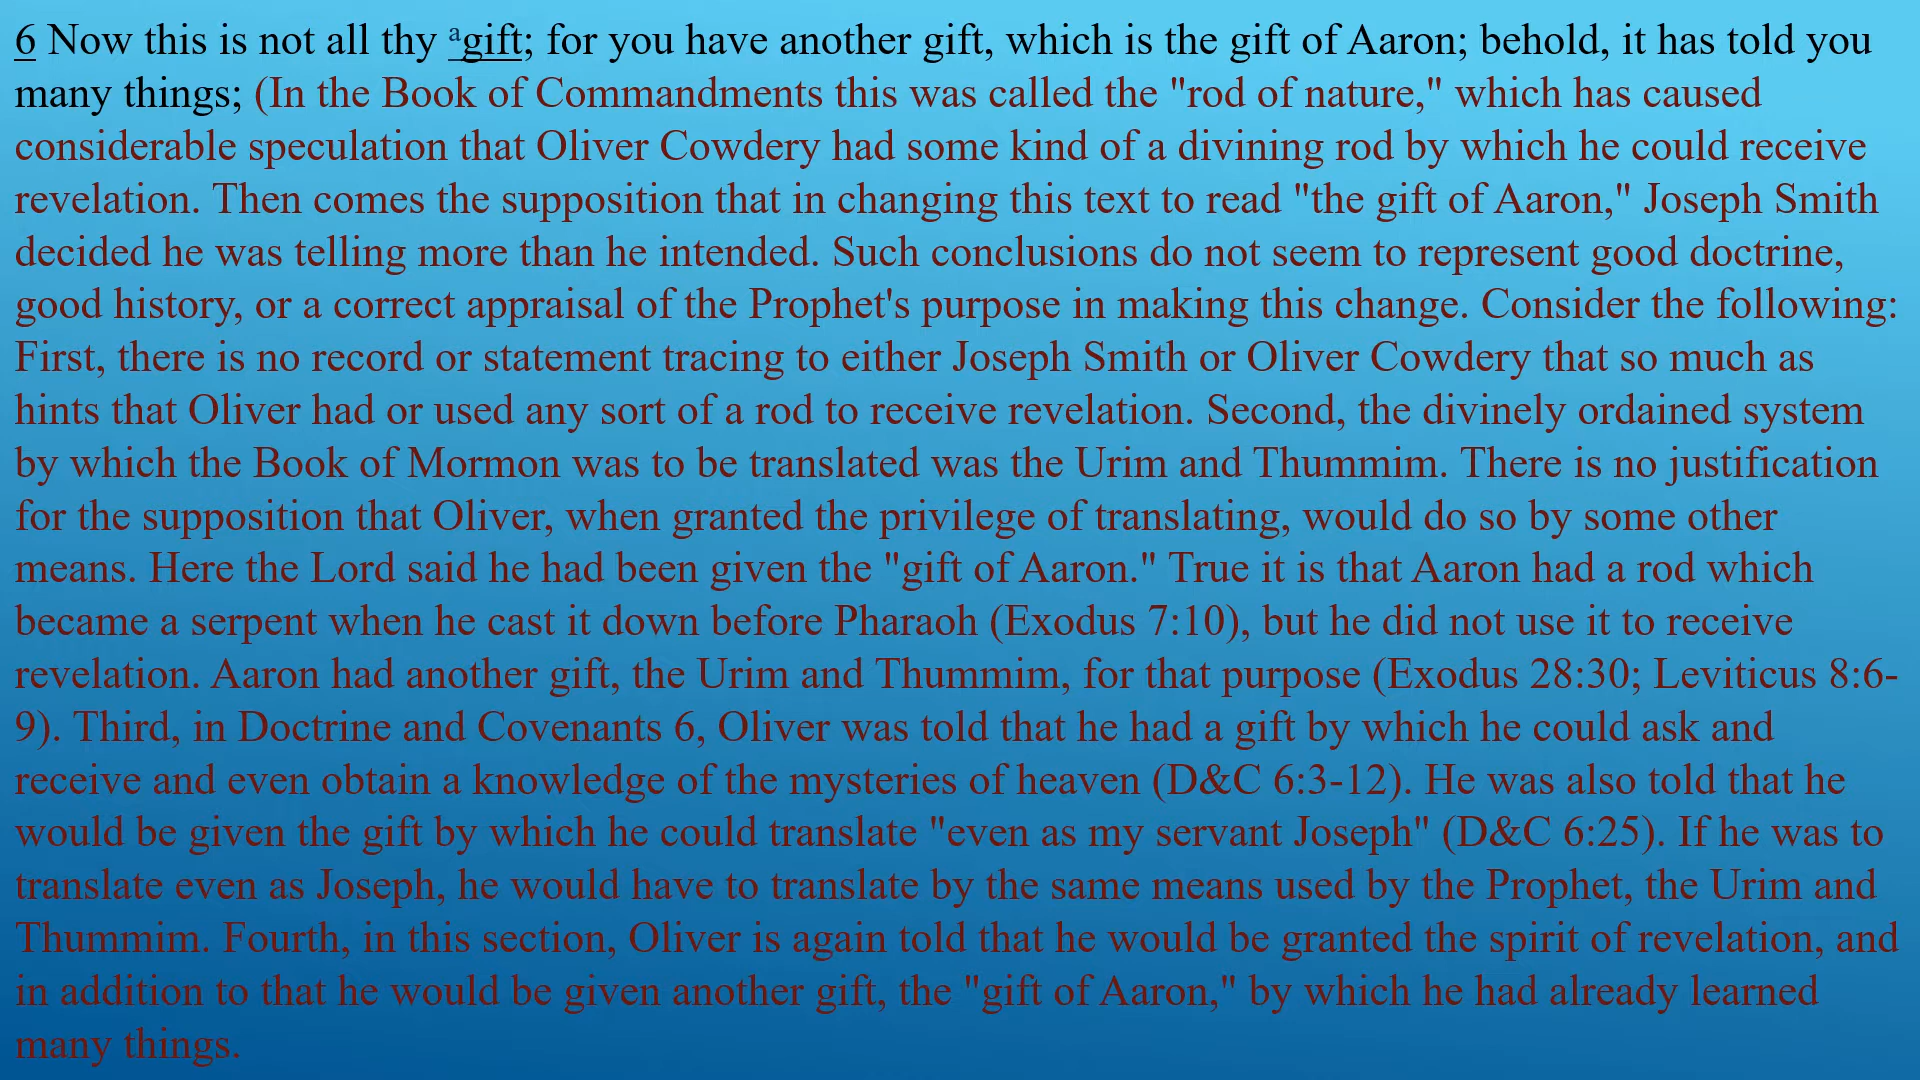 6 Now this is not all thy ᵃgift; for you have another gift, which is the gift of Aaron; behold, it has told you
many things; (In the Book of Commandments this was called the "rod of nature," which has caused
considerable speculation that Oliver Cowdery had some kind of a divining rod by which he could receive
revelation. Then comes the supposition that in changing this text to read "the gift of Aaron," Joseph Smith
decided he was telling more than he intended. Such conclusions do not seem to represent good doctrine,
good history, or a correct appraisal of the Prophet's purpose in making this change. Consider the following:
First, there is no record or statement tracing to either Joseph Smith or Oliver Cowdery that so much as
hints that Oliver had or used any sort of a rod to receive revelation. Second, the divinely ordained system
by which the Book of Mormon was to be translated was the Urim and Thummim. There is no justification
for the supposition that Oliver, when granted the privilege of translating, would do so by some other
means. Here the Lord said he had been given the "gift of Aaron." True it is that Aaron had a rod which
became a serpent when he cast it down before Pharaoh (Exodus 7:10), but he did not use it to receive
revelation. Aaron had another gift, the Urim and Thummim, for that purpose (Exodus 28:30; Leviticus 8:6-
9). Third, in Doctrine and Covenants 6, Oliver was told that he had a gift by which he could ask and
receive and even obtain a knowledge of the mysteries of heaven (D&C 6:3-12). He was also told that he
would be given the gift by which he could translate "even as my servant Joseph" (D&C 6:25). If he was to
translate even as Joseph, he would have to translate by the same means used by the Prophet, the Urim and
Thummim. Fourth, in this section, Oliver is again told that he would be granted the spirit of revelation, and
in addition to that he would be given another gift, the "gift of Aaron," by which he had already learned
many things.